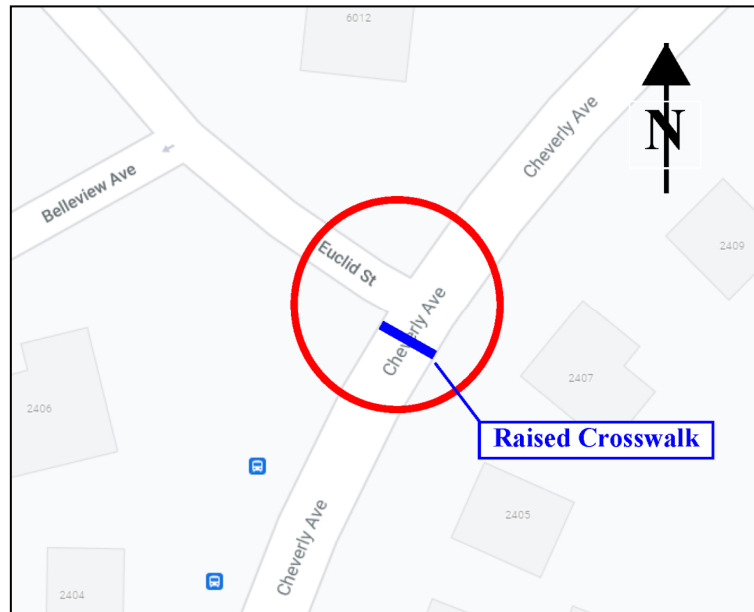 6012
Cheverly Ave
N
Belleview Ave
2409
Euclid St
Cheverly Ave
2407
2406
Raised Crosswalk
2405
Cheverly Ave
2404